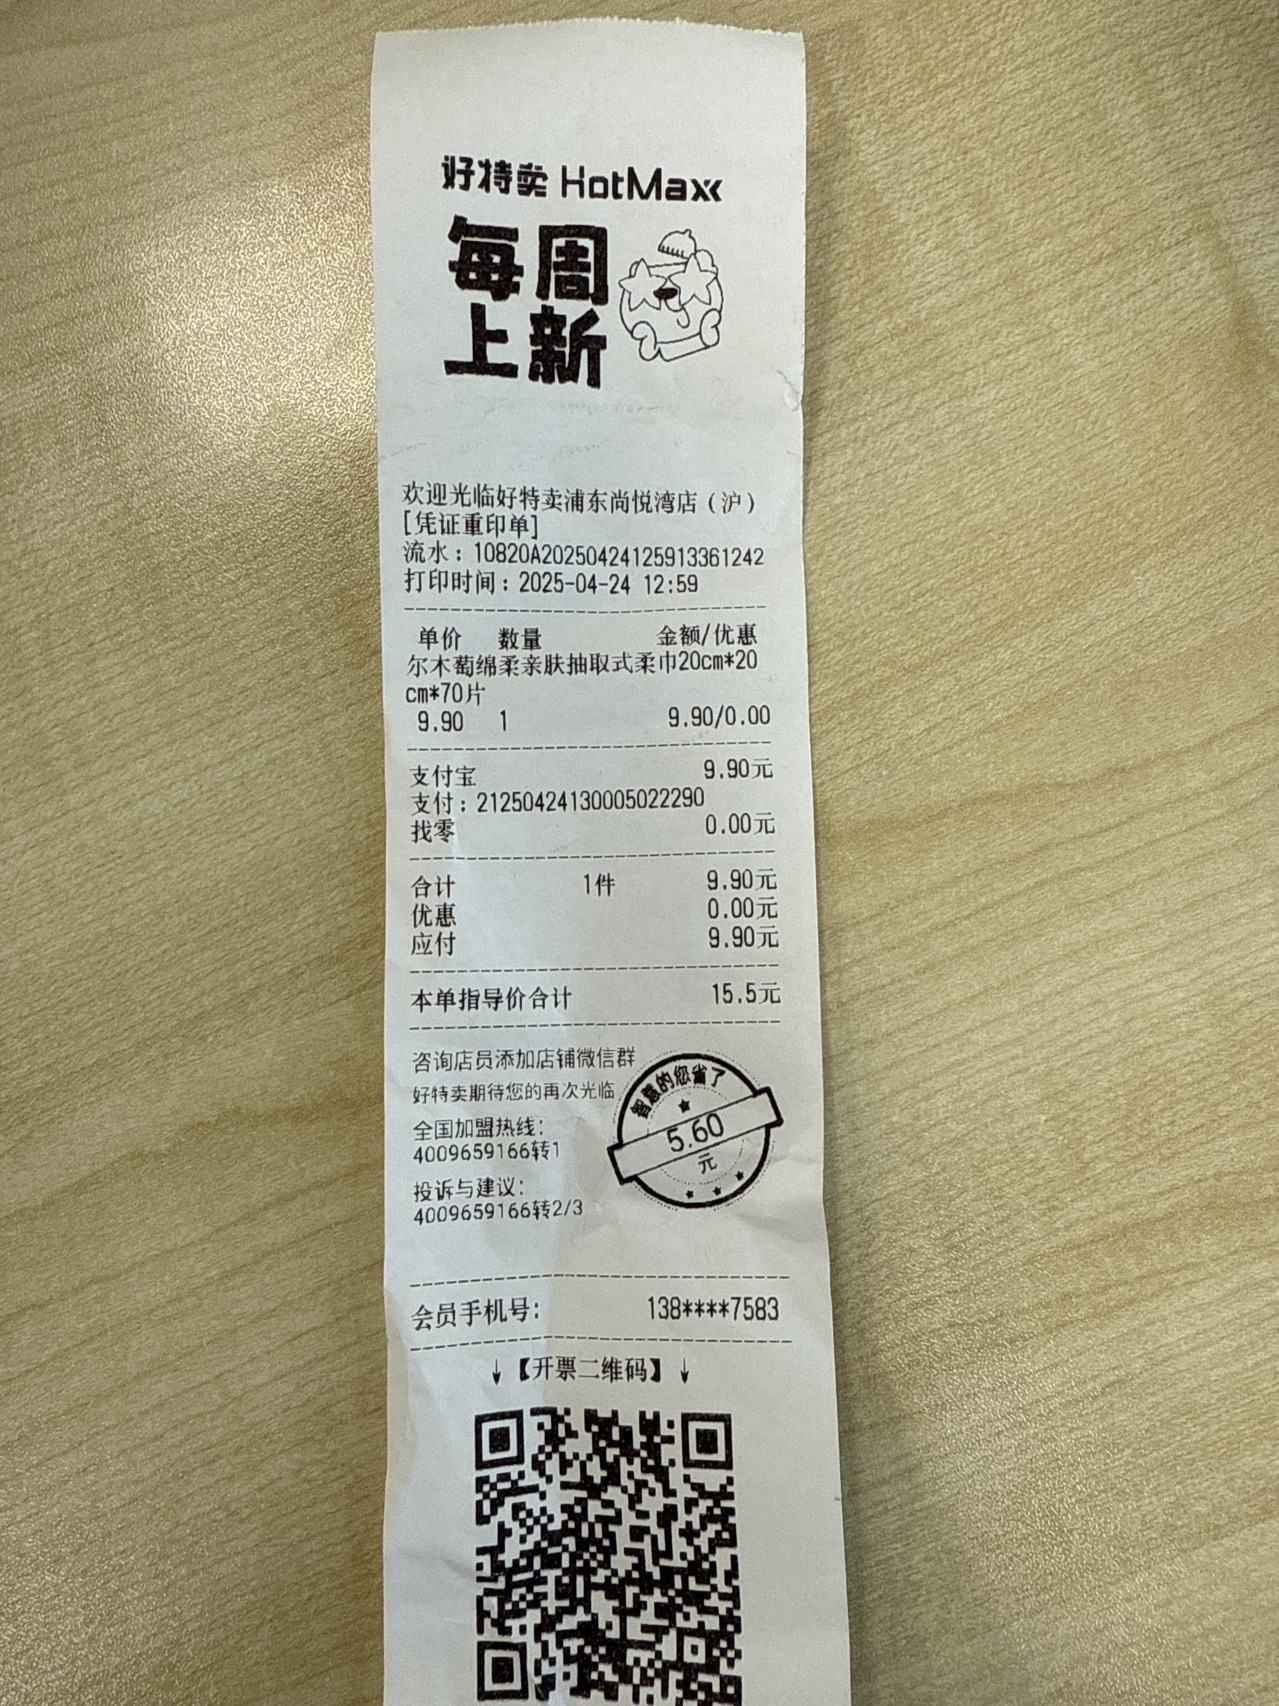 好特卖 HotMaxx
每周
上新
欢迎光临好特卖浦东尚悦湾店（沪）
[凭证重印单]
流水：10820A20250424125913361242
打印时间：2025-04-24 12:59
单价 数量 金额/优惠
尔木萄绵柔亲肤抽取式柔巾20cm*20
cm*70片
9.90 1 9.90/0.00
支付宝 9.90元
支付：21250424130005022290
找零 0.00元
合计 1件 9.90元
优惠 0.00元
应付 9.90元
本单指导价合计 15.5元
咨询店员添加店铺微信群
好特卖期待您的再次光临
全国加盟热线：
4009659166转1
投诉与建议：
4009659166转2/3
智慧的您省了
5.60
元
会员手机号： 138****7583
↓【开票二维码】↓